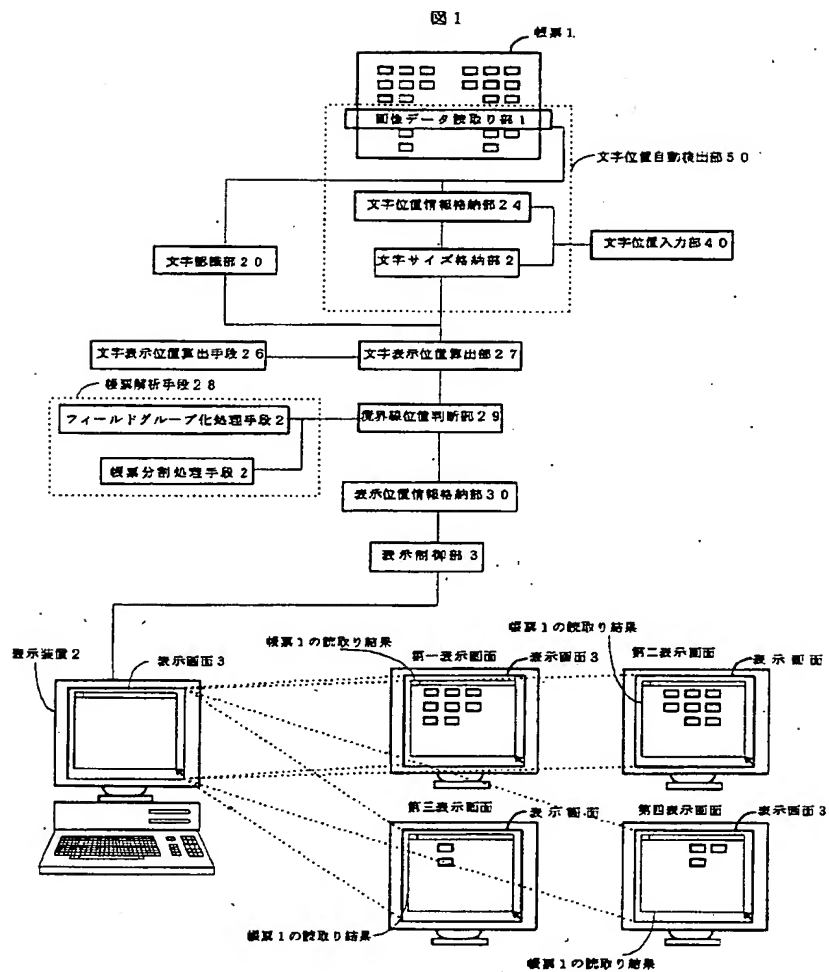 図1
帳票1
画像データ読取り部1
文字位置自動検出部50
文字位置情報格納部24
文字認識部20
文字サイズ格納部2
文字位置入力部40
文字表示位置算出手段26
文字表示位置算出部27
帳票解析手段28
フィールドグループ化処理手段2
境界線位置判断部29
帳票分割処理手段2
表示位置情報格納部30
表示制御部3
表示装置2
表示画面3
帳票1の読取り結果
第一表示画面
表示画面3
帳票1の読取り結果
第二表示画面
表示画面
第三表示画面
表示画面
第四表示画面
表示画面3
帳票1の読取り結果
帳票1の読取り結果